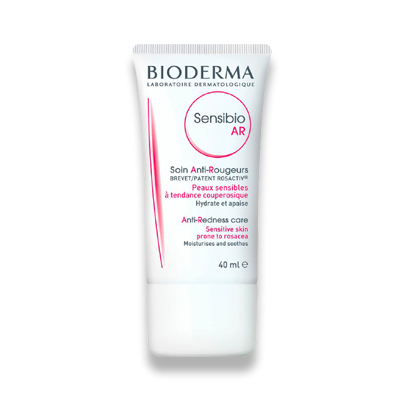 BIODERMA
LABORATOIRE DERMATOLOGIQUE
Sensibio
AR
Soin Anti-Rougeurs
BREVET/PATENT ROSACTIV®
Peaux sensibles
à tendance couperosique
Hydrate et apaise
Anti-Redness care
Sensitive skin
prone to rosacea
Moisturises and soothes
40 ml ℮